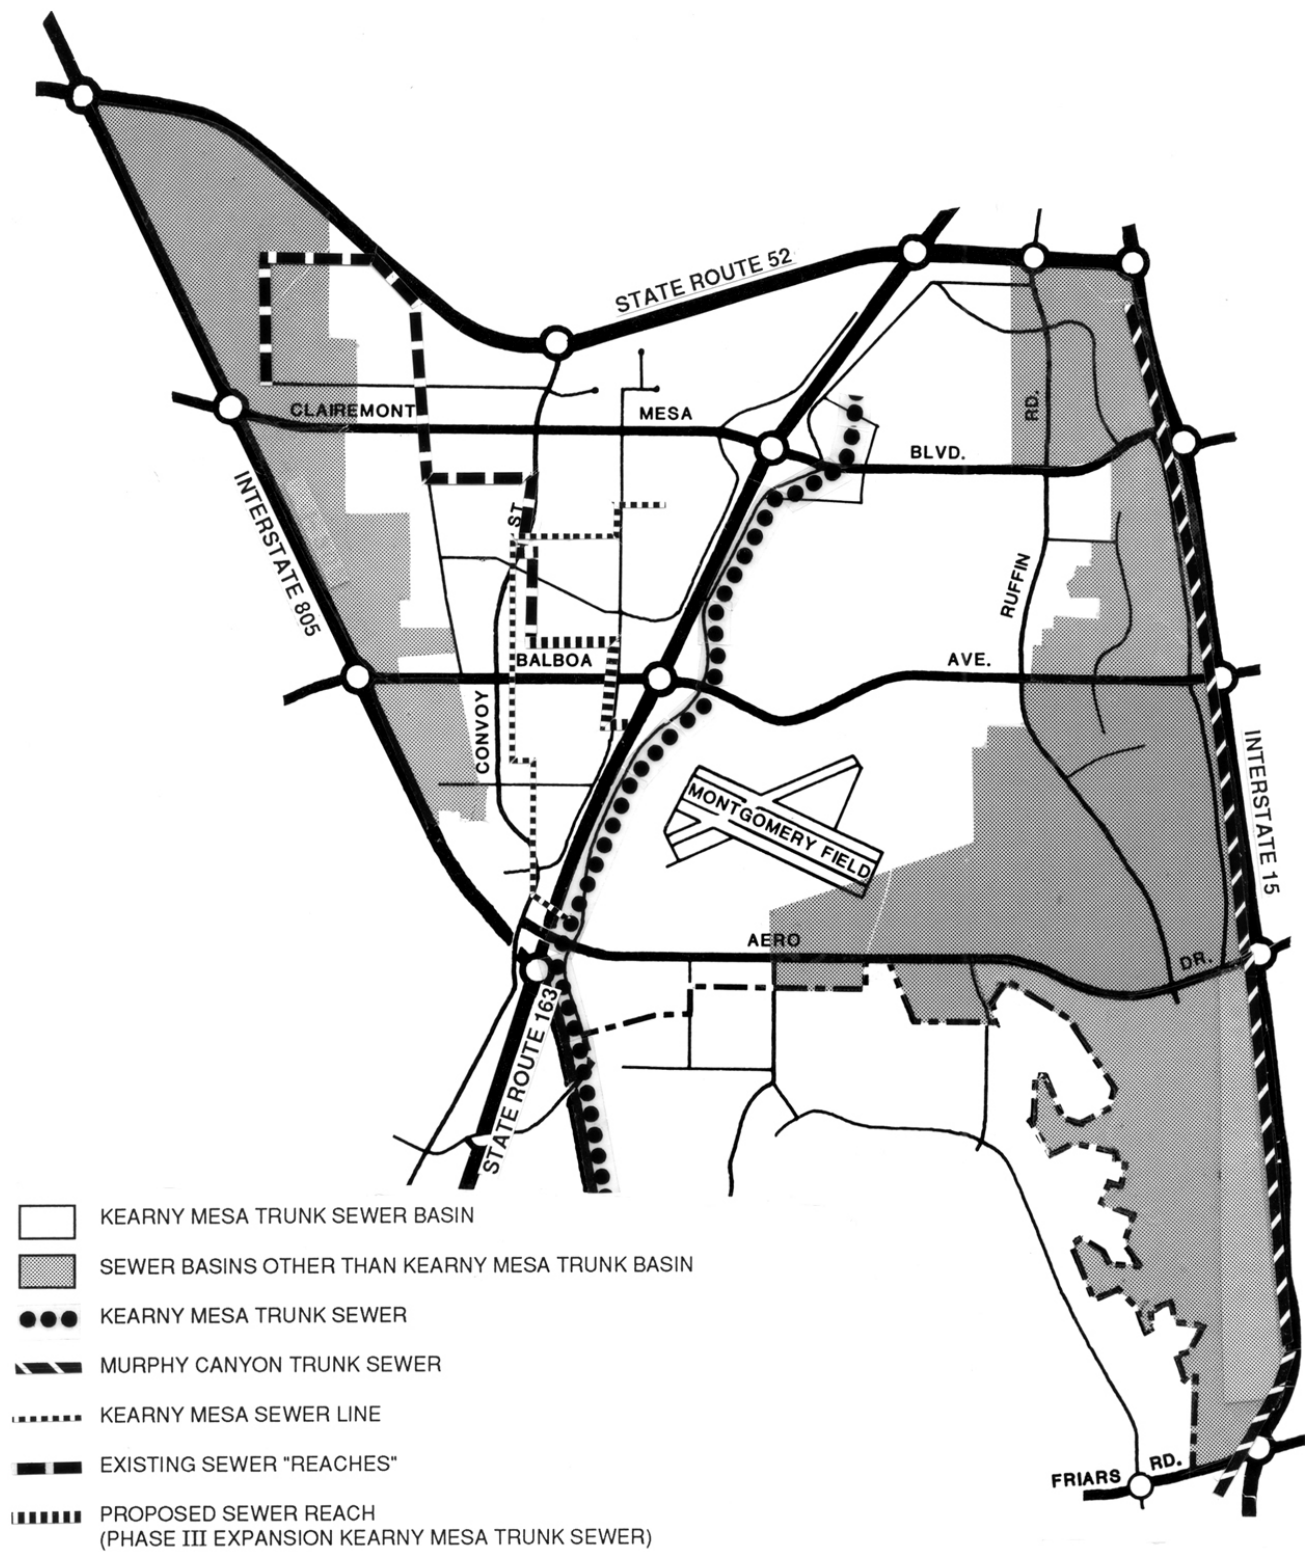 STATE ROUTE 52
CLAIREMONT MESA BLVD.
RD.
INTERSTATE 805
ST
RUFFIN
BALBOA AVE.
CONVOY
INTERSTATE 15
MONTGOMERY FIELD
AERO DR.
STATE ROUTE 163
FRIARS RD.
KEARNY MESA TRUNK SEWER BASIN
SEWER BASINS OTHER THAN KEARNY MESA TRUNK BASIN
KEARNY MESA TRUNK SEWER
MURPHY CANYON TRUNK SEWER
KEARNY MESA SEWER LINE
EXISTING SEWER "REACHES"
PROPOSED SEWER REACH
(PHASE III EXPANSION KEARNY MESA TRUNK SEWER)